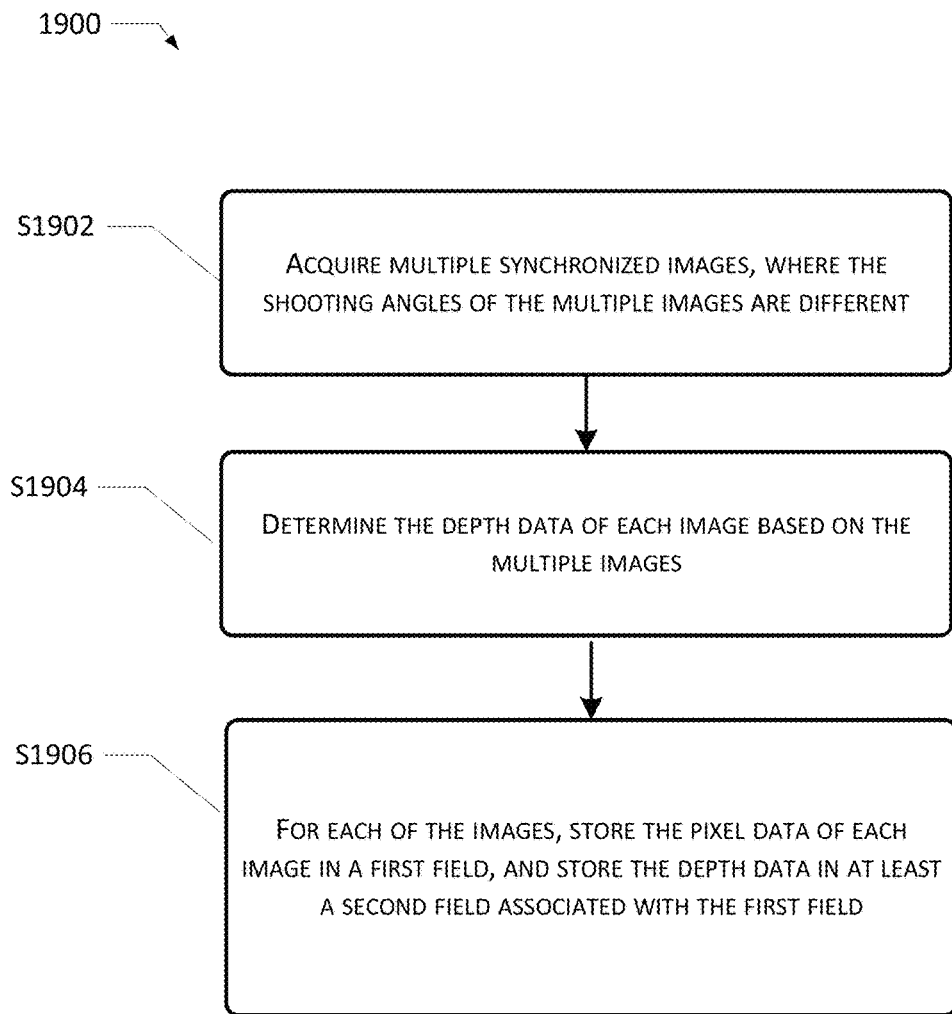 1900
S1902
ACQUIRE MULTIPLE SYNCHRONIZED IMAGES, WHERE THE
SHOOTING ANGLES OF THE MULTIPLE IMAGES ARE DIFFERENT
S1904
DETERMINE THE DEPTH DATA OF EACH IMAGE BASED ON THE
MULTIPLE IMAGES
S1906
FOR EACH OF THE IMAGES, STORE THE PIXEL DATA OF EACH
IMAGE IN A FIRST FIELD, AND STORE THE DEPTH DATA IN AT LEAST
A SECOND FIELD ASSOCIATED WITH THE FIRST FIELD